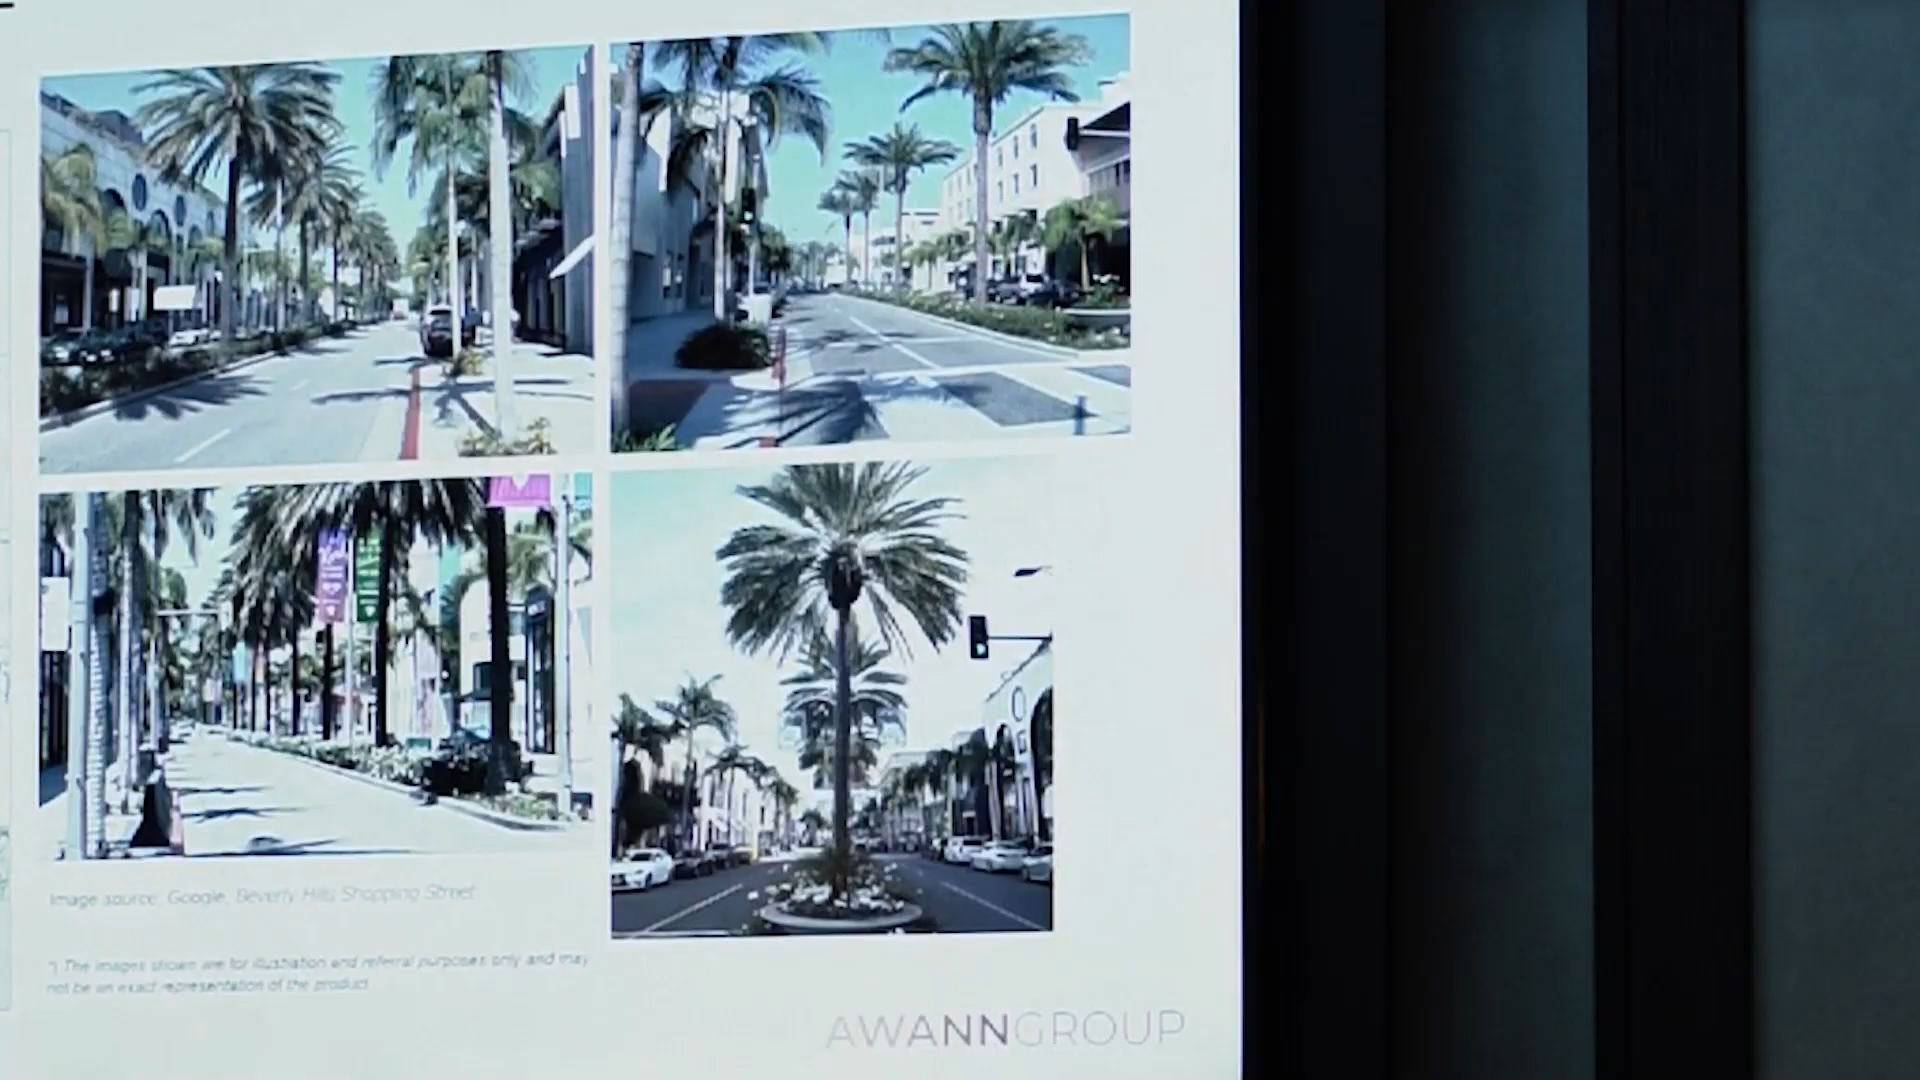 Image source: Google, Beverly Hills Shopping Street
*) The images shown are for illustration and referral purposes only and may
not be an exact representation of the product
AWANNGROUP